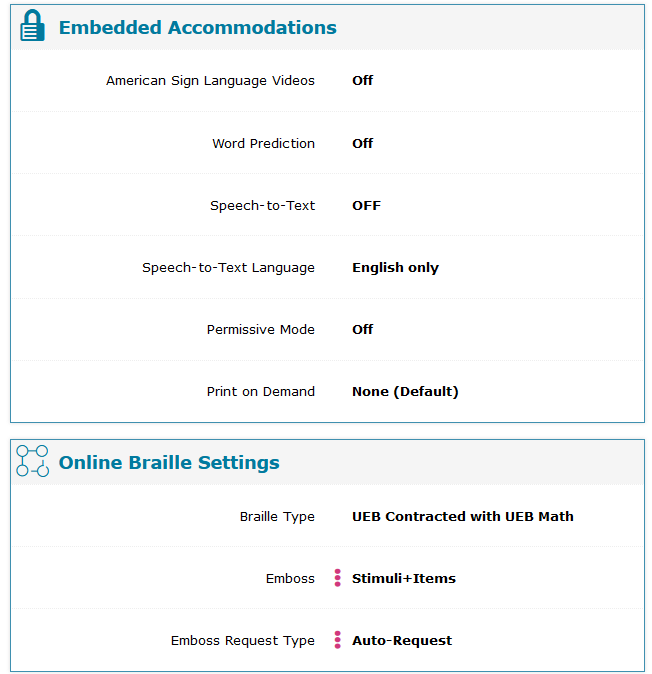 Embedded Accommodations
American Sign Language Videos Off
Word Prediction Off
Speech-to-Text OFF
Speech-to-Text Language English only
Permissive Mode Off
Print on Demand None (Default)
Online Braille Settings
Braille Type UEB Contracted with UEB Math
Emboss Stimuli+Items
Emboss Request Type Auto-Request